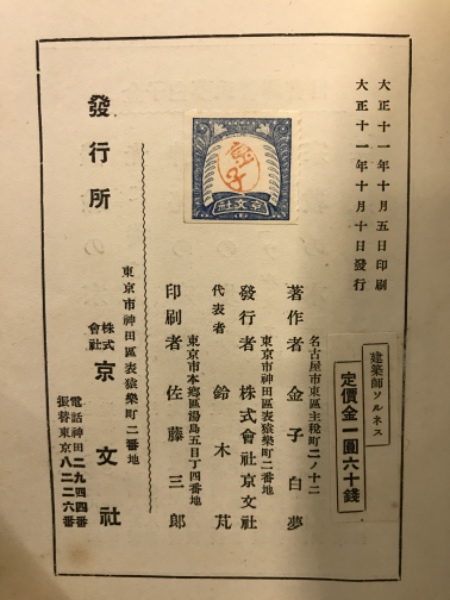 大正十一年十月五日印刷
大正十一年十月十日發行
建築師ソルネス
定價金一圓六十錢
名古屋市東區主税町二ノ十二
著作者 金子白夢
東京市神田區表猿樂町二番地
發行者 株式會社京文社
代表者 鈴木芃
東京市本鄉區湯島五目丁四番地
印刷者 佐藤三郎
金子
京文社
發行所
東京市神田區表猿樂町二番地
株式會社 京文社
電話神田二九四四番
振替東京八二二六番